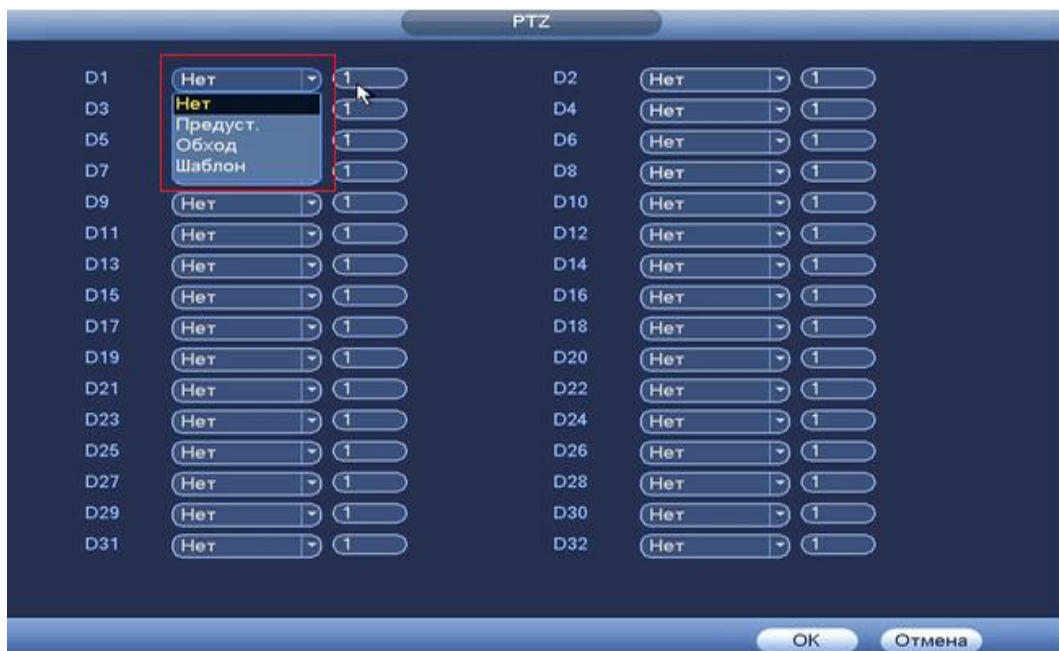 PTZ
D1 Нет 1 D2 Нет 1
D3 Нет 1 D4 Нет 1
Предуст.
D5 Обход 1 D6 Нет 1
D7 Шаблон 1 D8 Нет 1
D9 Нет 1 D10 Нет 1
D11 Нет 1 D12 Нет 1
D13 Нет 1 D14 Нет 1
D15 Нет 1 D16 Нет 1
D17 Нет 1 D18 Нет 1
D19 Нет 1 D20 Нет 1
D21 Нет 1 D22 Нет 1
D23 Нет 1 D24 Нет 1
D25 Нет 1 D26 Нет 1
D27 Нет 1 D28 Нет 1
D29 Нет 1 D30 Нет 1
D31 Нет 1 D32 Нет 1
OK Отмена